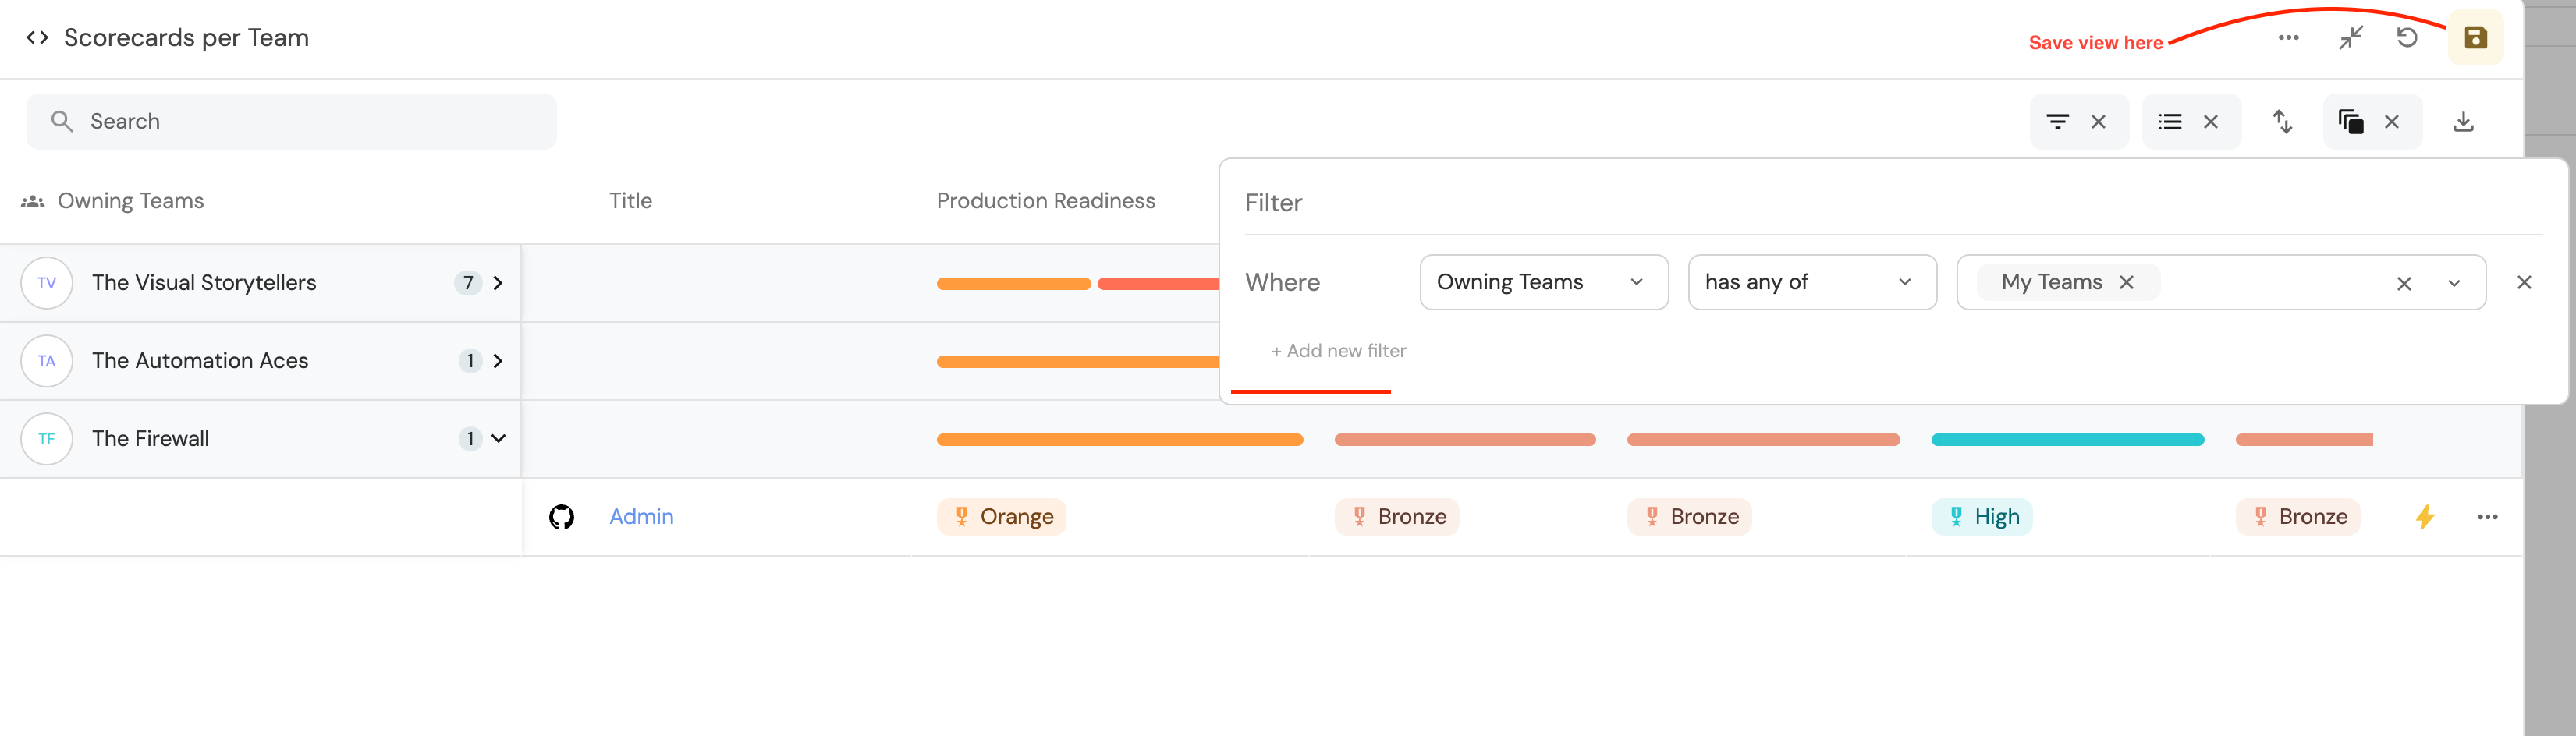 Scorecards per Team
Save view here
Search
Owning Teams
Title
Production Readiness
Filter
Where
Owning Teams
has any of
My Teams
+ Add new filter
TV
The Visual Storytellers
7
TA
The Automation Aces
1
TF
The Firewall
1
Admin
Orange
Bronze
Bronze
High
Bronze